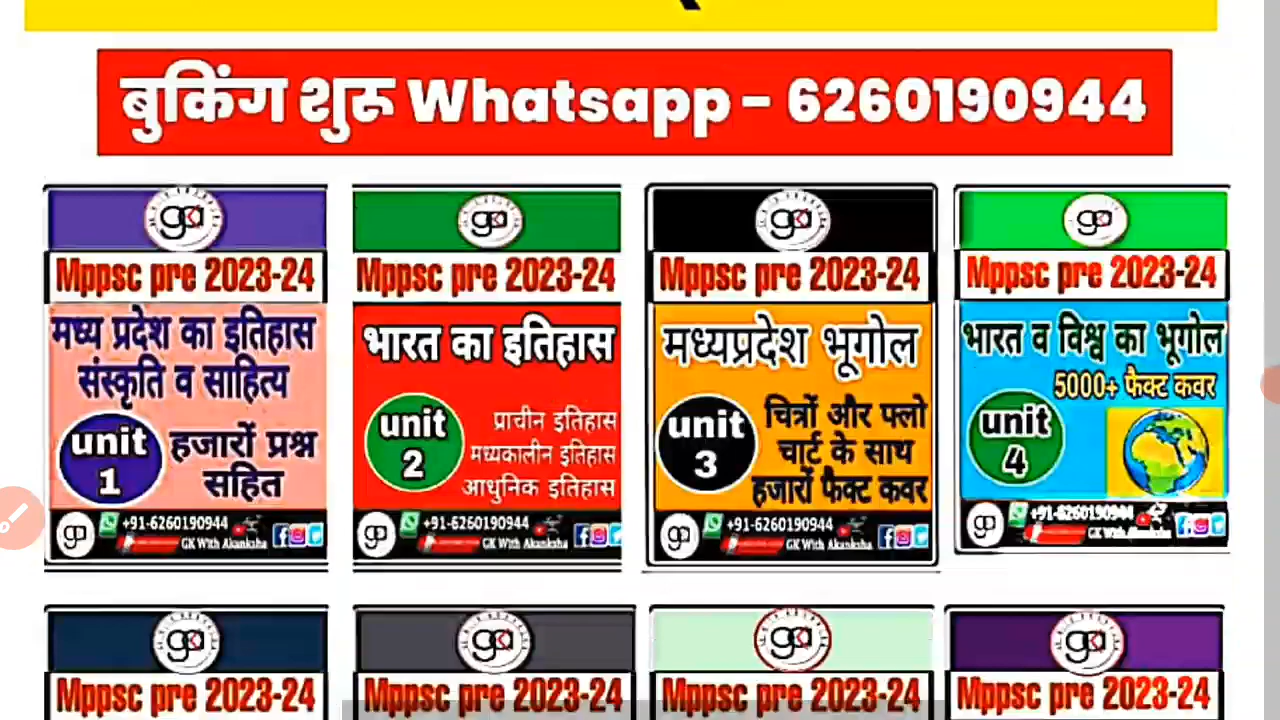 बुकिंग शुरू Whatsapp - 6260190944
Mppsc pre 2023-24
मध्य प्रदेश का इतिहास
संस्कृति व साहित्य
unit
1
हजारों प्रश्न
सहित
+91-6260190944
GK With Akanksha
Mppsc pre 2023-24
भारत का इतिहास
unit
2
प्राचीन इतिहास
मध्यकालीन इतिहास
आधुनिक इतिहास
+91-6260190944
GK With Akanksha
Mppsc pre 2023-24
मध्यप्रदेश भूगोल
unit
3
चित्रों और फ्लो
चार्ट के साथ
हजारों फैक्ट कवर
+91-6260190944
GK With Akanksha
Mppsc pre 2023-24
भारत व विश्व का भूगोल
5000+ फैक्ट कवर
unit
4
+91-6260190944
GK With Akanksha
Mppsc pre 2023-24
Mppsc pre 2023-24
Mppsc pre 2023-24
Mppsc pre 2023-24